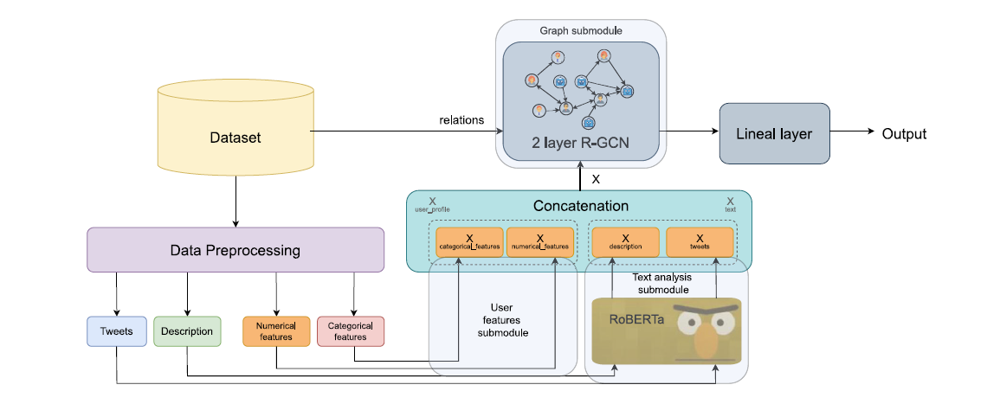 Graph submodule
2 layer R-GCN
Dataset
relations
Lineal layer
Output
X
X
user_profile
Concatenation
X
text
X
categorical_features
X
numerical_features
X
description
X
tweets
Data Preprocessing
Text analysis
submodule
User
features
submodule
RoBERTa
Tweets
Description
Numerical
features
Categorical
features